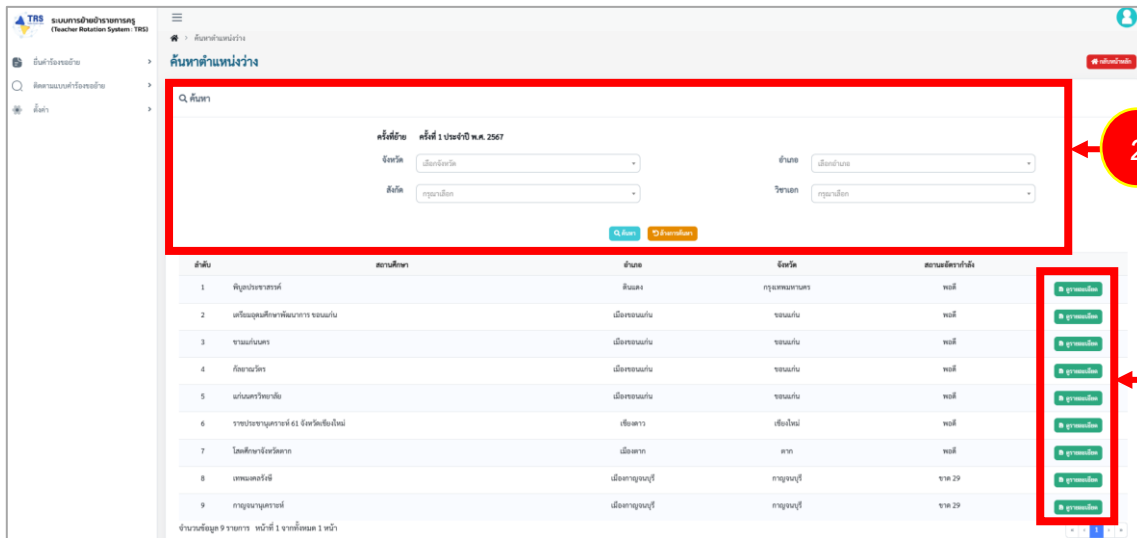 TRS ระบบการย้ายข้าราชการครู
(Teacher Rotation System : TRS)
ค้นหาตำแหน่งว่าง
ค้นหาตำแหน่งว่าง
กลับหน้าหลัก
ยื่นคำร้องขอย้าย
ติดตามแบบคำร้องขอย้าย
ตั้งค่า
ค้นหา
ครั้งที่ย้าย ครั้งที่ 1 ประจำปี พ.ศ. 2567
จังหวัด เลือกจังหวัด อำเภอ เลือกอำเภอ
สังกัด กรุณาเลือก วิชาเอก กรุณาเลือก
ค้นหา ล้างการค้นหา
2
ลำดับ สถานศึกษา อำเภอ จังหวัด สถานะอัตรากำลัง
1 พิบูลประชาสรรค์ ดินแดง กรุงเทพมหานคร พอดี ดูรายละเอียด
2 เตรียมอุดมศึกษาพัฒนาการ ขอนแก่น เมืองขอนแก่น ขอนแก่น พอดี ดูรายละเอียด
3 ขามแก่นนคร เมืองขอนแก่น ขอนแก่น พอดี ดูรายละเอียด
4 กัลยาณวัตร เมืองขอนแก่น ขอนแก่น พอดี ดูรายละเอียด
5 แก่นนครวิทยาลัย เมืองขอนแก่น ขอนแก่น พอดี ดูรายละเอียด
6 ราชประชานุเคราะห์ 61 จังหวัดเชียงใหม่ เชียงดาว เชียงใหม่ พอดี ดูรายละเอียด
7 โสตศึกษาจังหวัดตาก เมืองตาก ตาก พอดี ดูรายละเอียด
8 เทพมงคลรังษี เมืองกาญจนบุรี กาญจนบุรี ขาด 29 ดูรายละเอียด
9 กาญจนานุเคราะห์ เมืองกาญจนบุรี กาญจนบุรี ขาด 29 ดูรายละเอียด
จำนวนข้อมูล 9 รายการ หน้าที่ 1 จากทั้งหมด 1 หน้า
« ‹ 1 › »